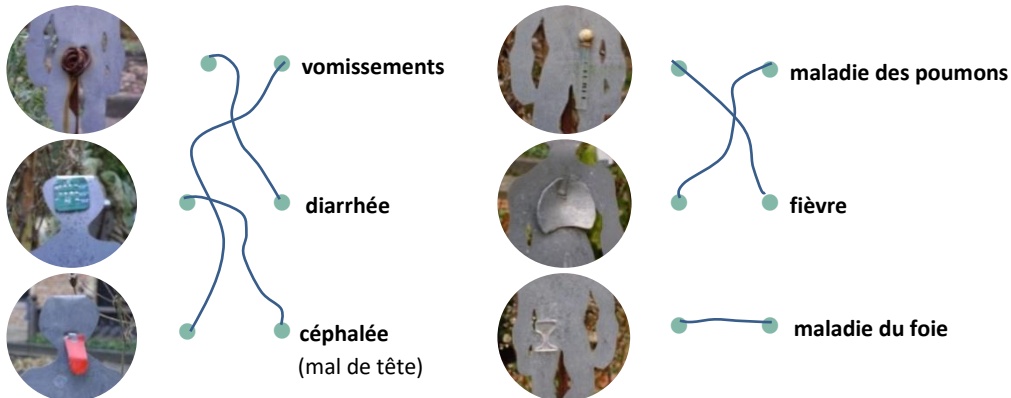 vomissements
diarrhée
céphalée
(mal de tête)
maladie des poumons
fièvre
maladie du foie